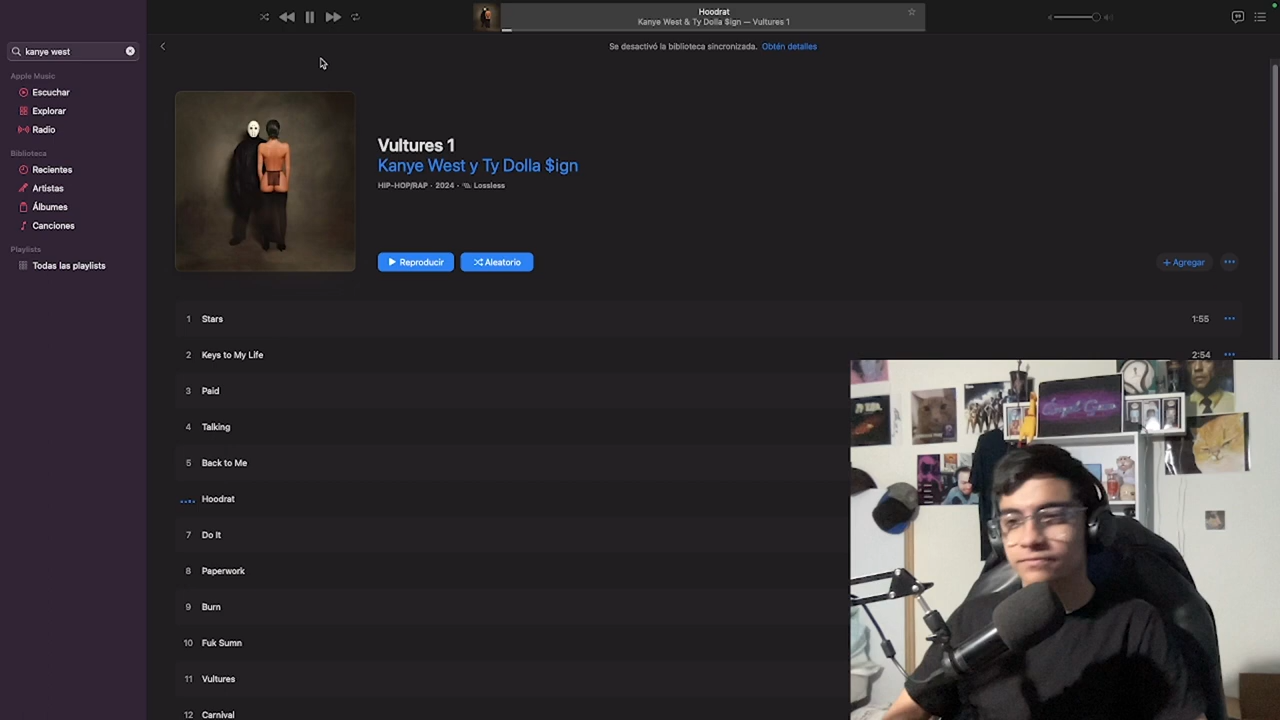 Hoodrat
Kanye West & Ty Dolla $ign — Vultures 1
kanye west
Se desactivó la biblioteca sincronizada. Obtén detalles
Apple Music
Escuchar
Explorar
Radio
Biblioteca
Recientes
Artistas
Álbumes
Canciones
Playlists
Todas las playlists
Vultures 1
Kanye West y Ty Dolla $ign
HIP-HOP/RAP · 2024 · Lossless
Reproducir
Aleatorio
+ Agregar
1 Stars 1:55
2 Keys to My Life 2:54
3 Paid
4 Talking
5 Back to Me
Hoodrat
7 Do It
8 Paperwork
9 Burn
10 Fuk Sumn
11 Vultures
12 Carnival